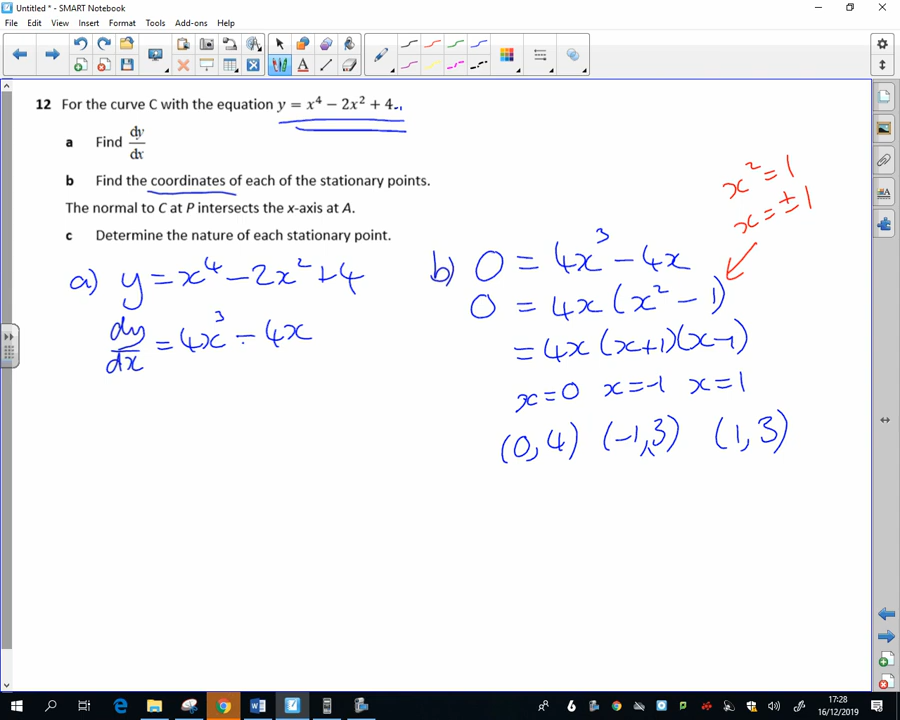 Untitled * - SMART Notebook
File Edit View Insert Format Tools Add-ons Help
12 For the curve C with the equation y = x⁴ − 2x² + 4.
a Find dy/dx
b Find the coordinates of each of the stationary points.
The normal to C at P intersects the x-axis at A.
c Determine the nature of each stationary point.
x² = 1
x = ±1
a) y = x⁴ − 2x² + 4
dy/dx = 4x³ − 4x
b) 0 = 4x³ − 4x
0 = 4x (x² − 1)
= 4x (x+1)(x−1)
x=0 x=−1 x=1
(0,4) (−1,3) (1,3)
17:28
16/12/2019